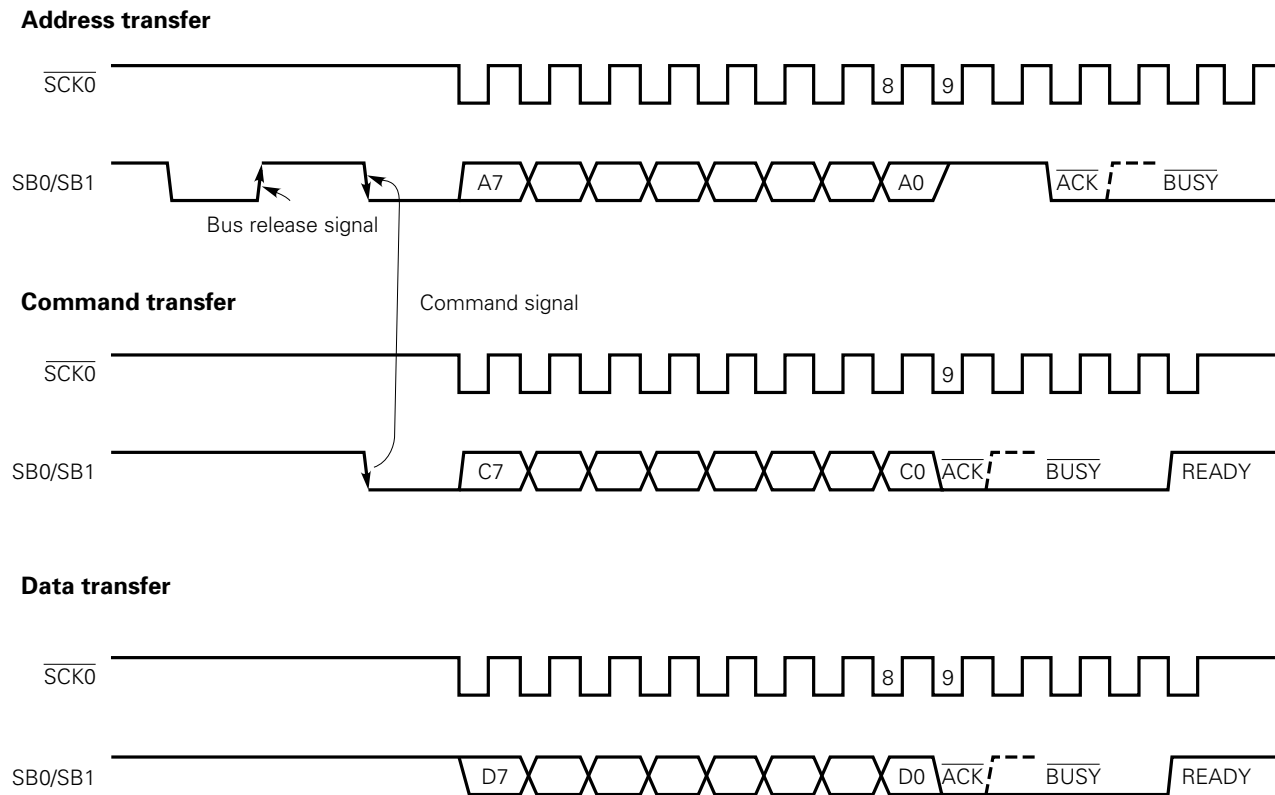 Address transfer
SCK0 8 9
SB0/SB1 A7 A0 ACK BUSY
Bus release signal
Command transfer Command signal
SCK0 9
SB0/SB1 C7 C0 ACK BUSY READY
Data transfer
SCK0 8 9
SB0/SB1 D7 D0 ACK BUSY READY